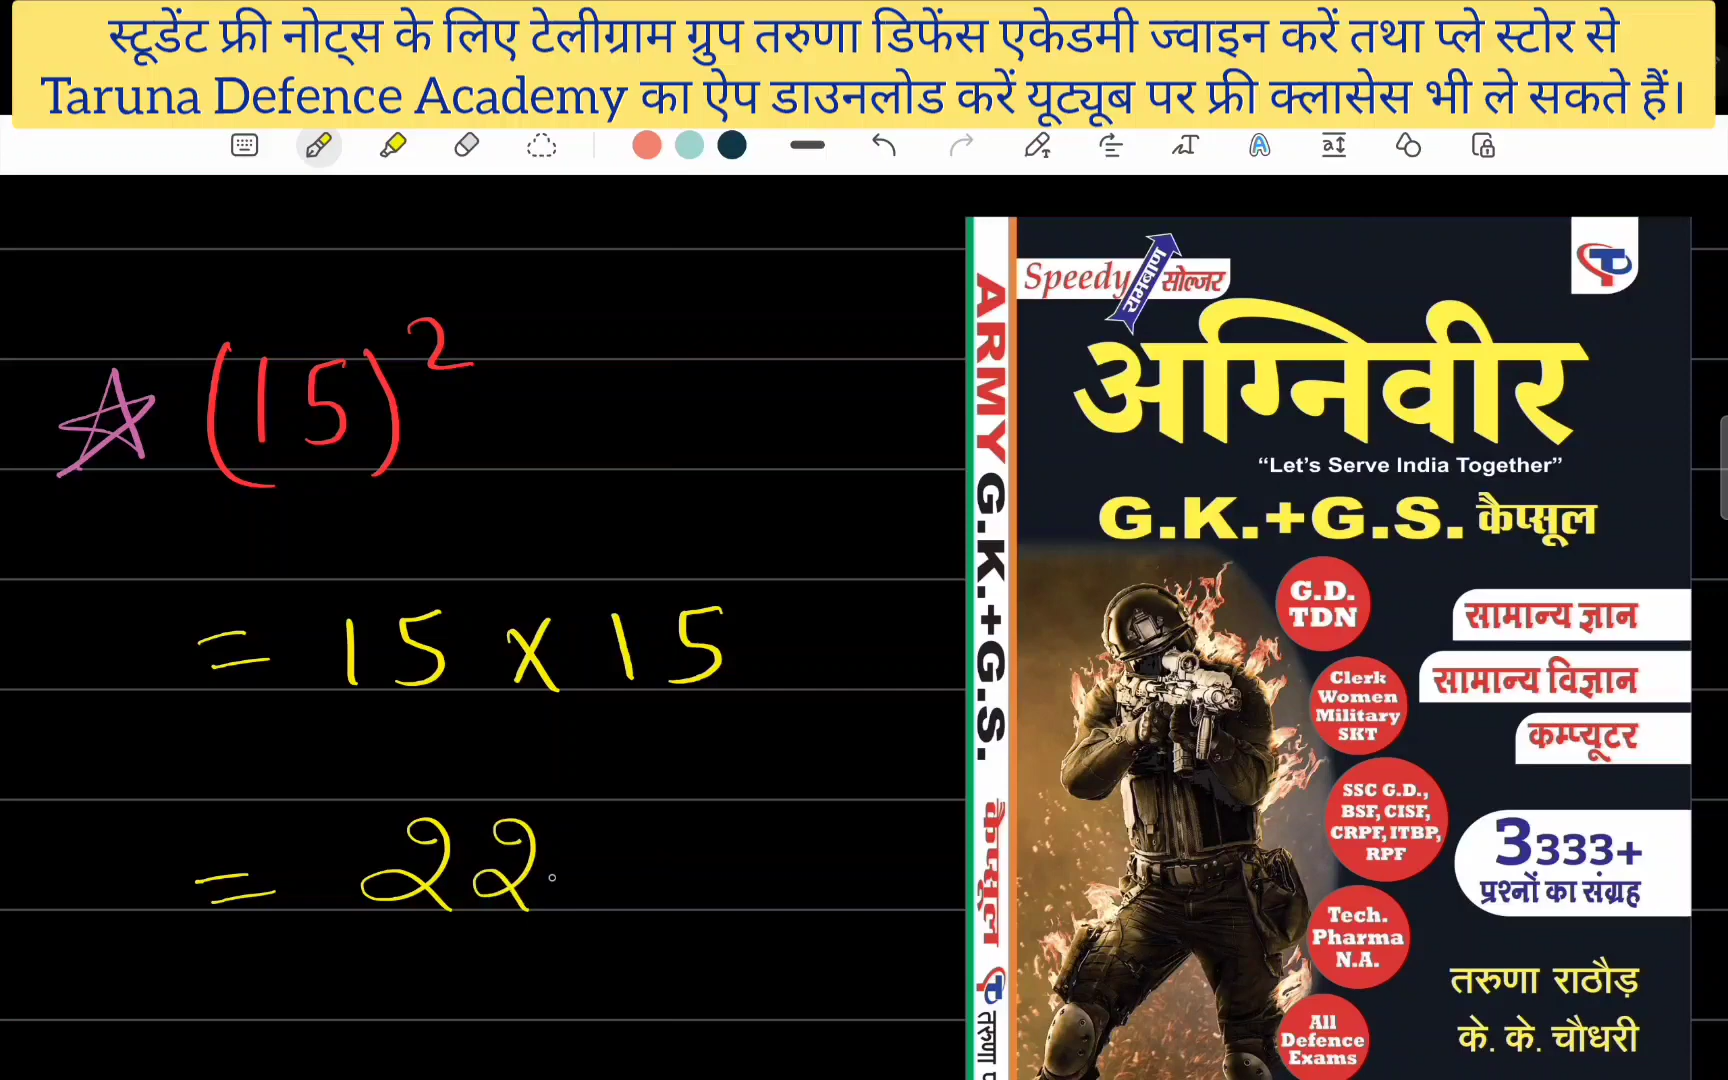 स्टूडेंट फ्री नोट्स के लिए टेलीग्राम ग्रुप तरुणा डिफेंस एकेडमी ज्वाइन करें तथा प्ले स्टोर से
Taruna Defence Academy का ऐप डाउनलोड करें यूट्यूब पर फ्री क्लासेस भी ले सकते हैं।
(15)²
= 15 x 15
= 22
ARMY G.K.+G.S. कैप्सूल
तरुणा
Speedy रामबाण सोल्जर
अग्निवीर
“Let’s Serve India Together”
G.K.+G.S. कैप्सूल
G.D.
TDN
सामान्य ज्ञान
Clerk
Women
Military
SKT
सामान्य विज्ञान
कम्प्यूटर
SSC G.D.,
BSF, CISF,
CRPF, ITBP,
RPF
3333+
प्रश्नों का संग्रह
Tech.
Pharma
N.A.
तरुणा राठौड़
के. के. चौधरी
All
Defence
Exams